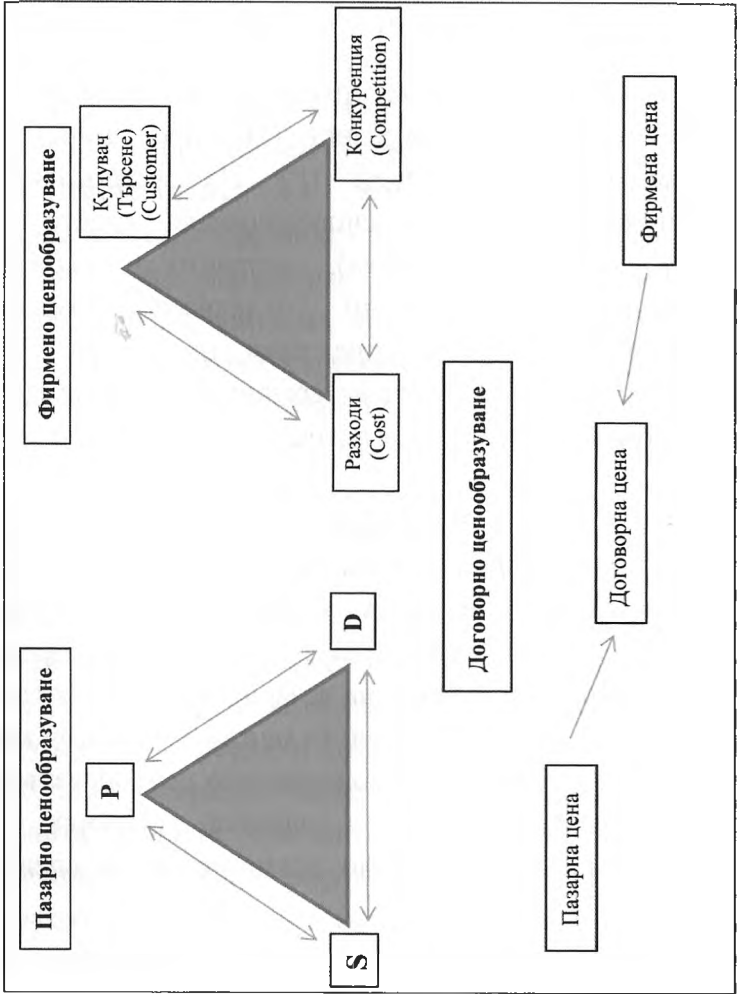 Пазарно ценообразуване
P
S
D
Фирмено ценообразуване
Купувач
(Търсене)
(Customer)
Разходи
(Cost)
Конкуренция
(Competition)
Договорно ценообразуване
Пазарна цена
Договорна цена
Фирмена цена